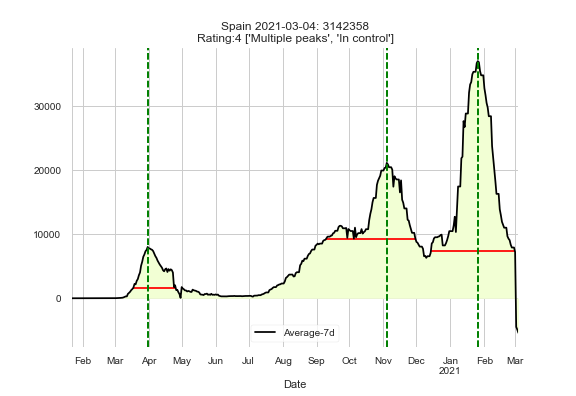 Spain 2021-03-04: 3142358
Rating:4 ['Multiple peaks', 'In control']
30000
20000
10000
0
Average-7d
Feb Mar Apr May Jun Jul Aug Sep Oct Nov Dec Jan Feb Mar
2021
Date